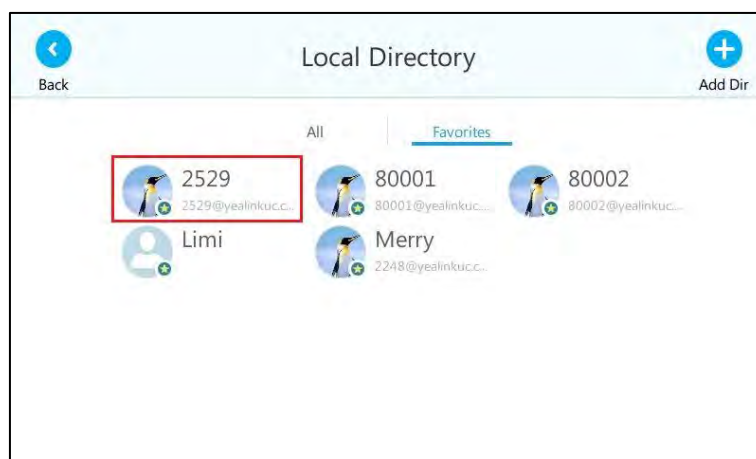 Local Directory
Back
Add Dir
All
Favorites
2529
2529@yealinkuc.c...
80001
80001@yealinkuc....
80002
80002@yealinkuc...
Limi
Merry
2248@yealinkuc.c...